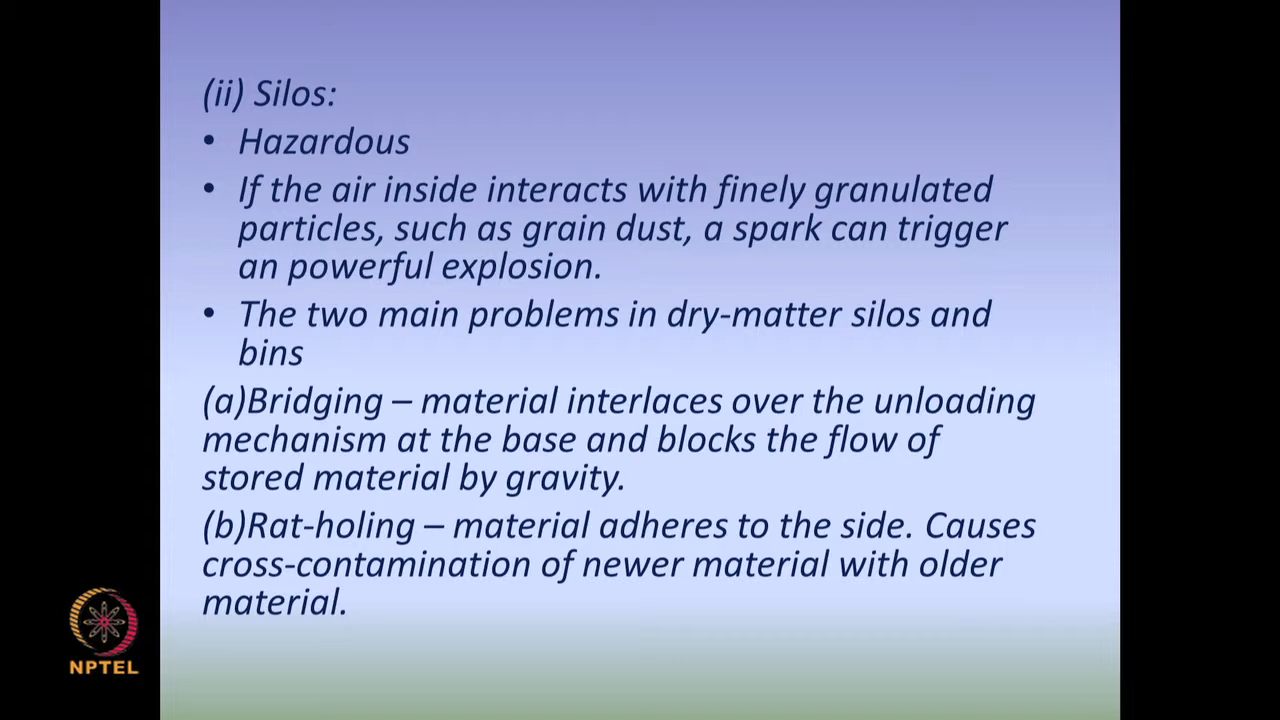 (ii) Silos:
• Hazardous
• If the air inside interacts with finely granulated
particles, such as grain dust, a spark can trigger
an powerful explosion.
• The two main problems in dry-matter silos and
bins
(a)Bridging – material interlaces over the unloading
mechanism at the base and blocks the flow of
stored material by gravity.
(b)Rat-holing – material adheres to the side. Causes
cross-contamination of newer material with older
material.
NPTEL